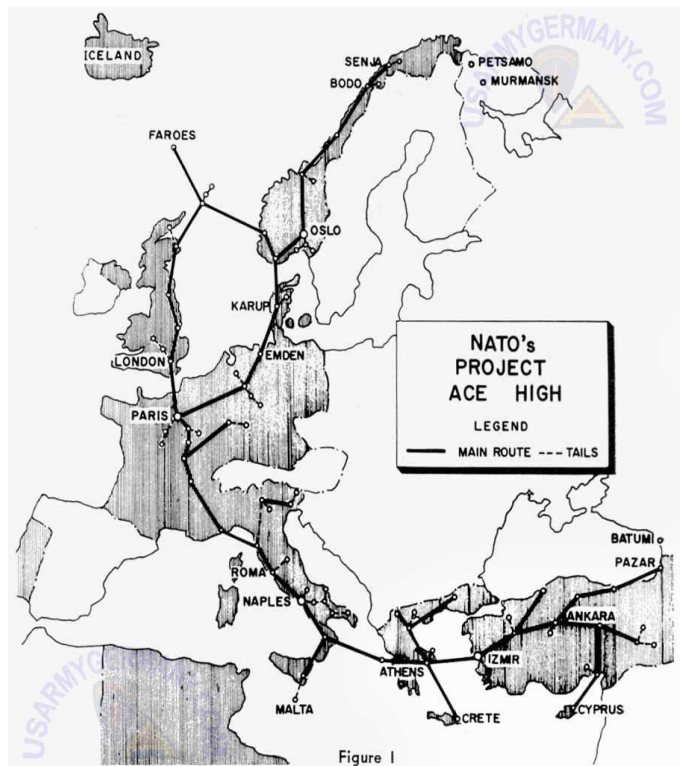 ICELAND
SENJA
PETSAMO
BODO
MURMANSK
USARMYGERMANY.COM
FAROES
OSLO
KARUP
LONDON
EMDEN
NATO's
PROJECT
ACE HIGH
LEGEND
MAIN ROUTE --- TAILS
PARIS
BATUMI
PAZAR
ROMA
NAPLES
ANKARA
ATHENS
IZMIR
MALTA
CRETE
CYPRUS
USARMYGERMANY.COM
Figure I